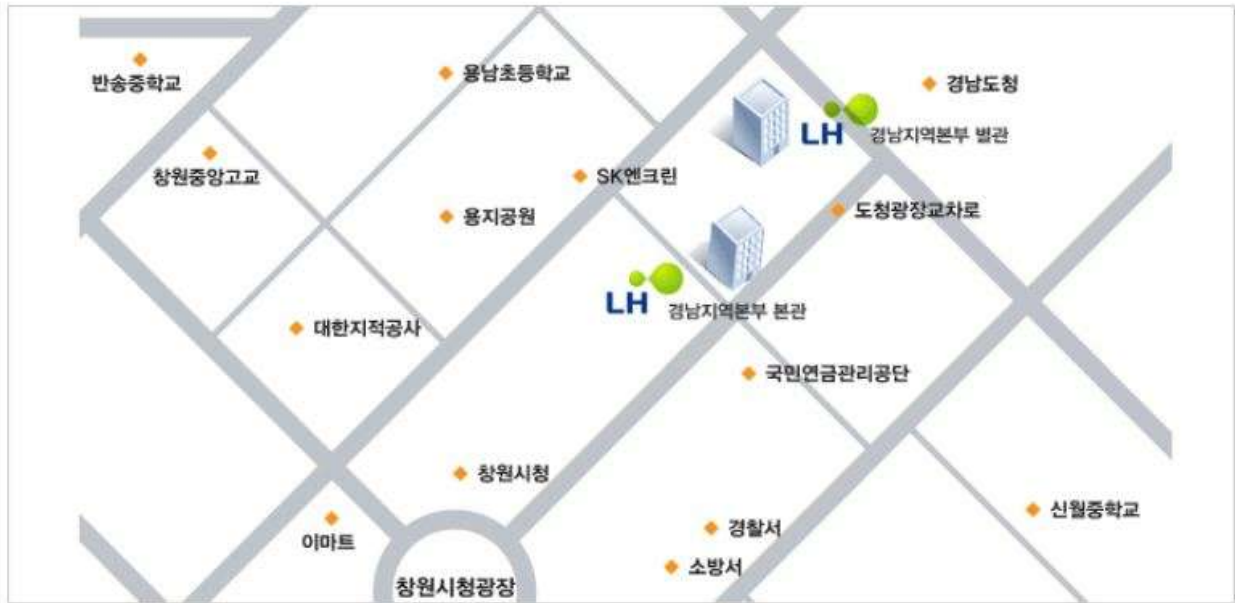 반송중학교
용남초등학교
경남도청
LH 경남지역본부 별관
창원중앙고교
SK엔크린
용지공원
도청광장교차로
LH 경남지역본부 본관
대한지적공사
국민연금관리공단
창원시청
신월중학교
경찰서
이마트
소방서
창원시청광장